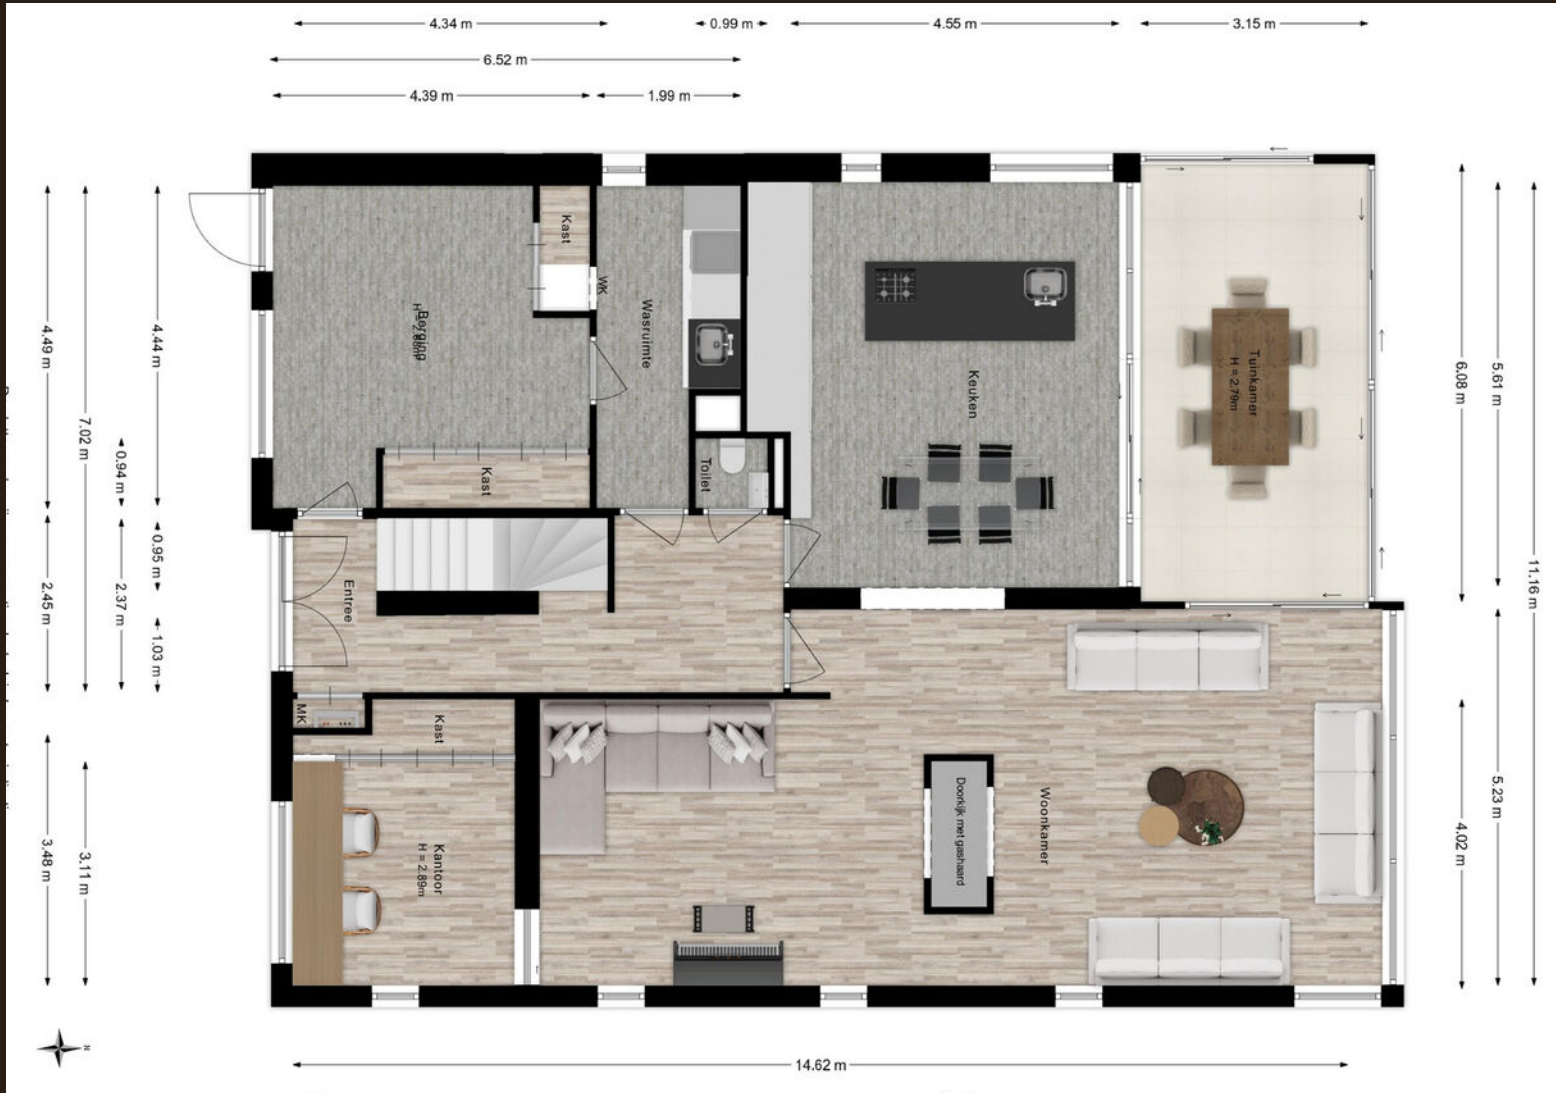 4.34 m
0.99 m
4.55 m
3.15 m
6.52 m
4.39 m
1.99 m
4.49 m
7.02 m
4.44 m
0.94 m
2.45 m
2.37 m
0.95 m
1.03 m
3.48 m
3.11 m
Berging
H = 2.88m
Kast
WK
Wasruimte
Kast
Toilet
Keuken
Tuinkamer
H = 2.79m
Entree
MK
Kast
Kantoor
H = 2.89m
Doorkijk met gashaard
Woonkamer
6.08 m
5.61 m
11.16 m
5.23 m
4.02 m
14.62 m
N